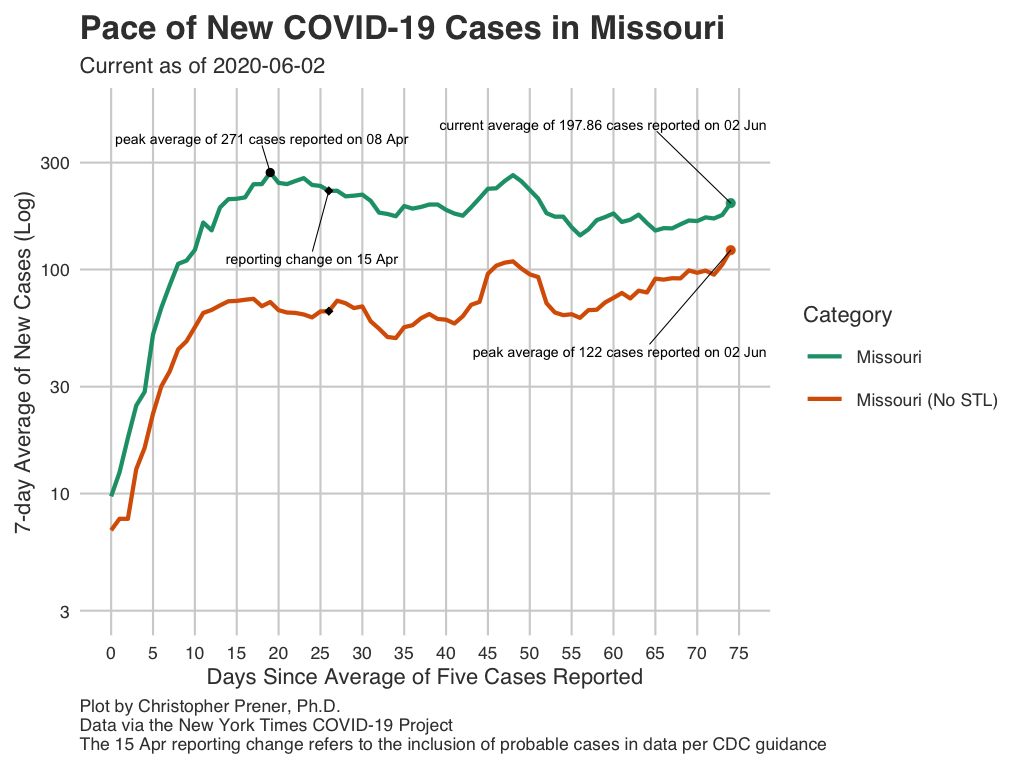 Pace of New COVID-19 Cases in Missouri
Current as of 2020-06-02
current average of 197.86 cases reported on 02 Jun
peak average of 271 cases reported on 08 Apr
300
7-day Average of New Cases (Log)
reporting change on 15 Apr
100
Category
peak average of 122 cases reported on 02 Jun
Missouri
30
Missouri (No STL)
10
3
0 5 10 15 20 25 30 35 40 45 50 55 60 65 70 75
Days Since Average of Five Cases Reported
Plot by Christopher Prener, Ph.D.
Data via the New York Times COVID-19 Project
The 15 Apr reporting change refers to the inclusion of probable cases in data per CDC guidance